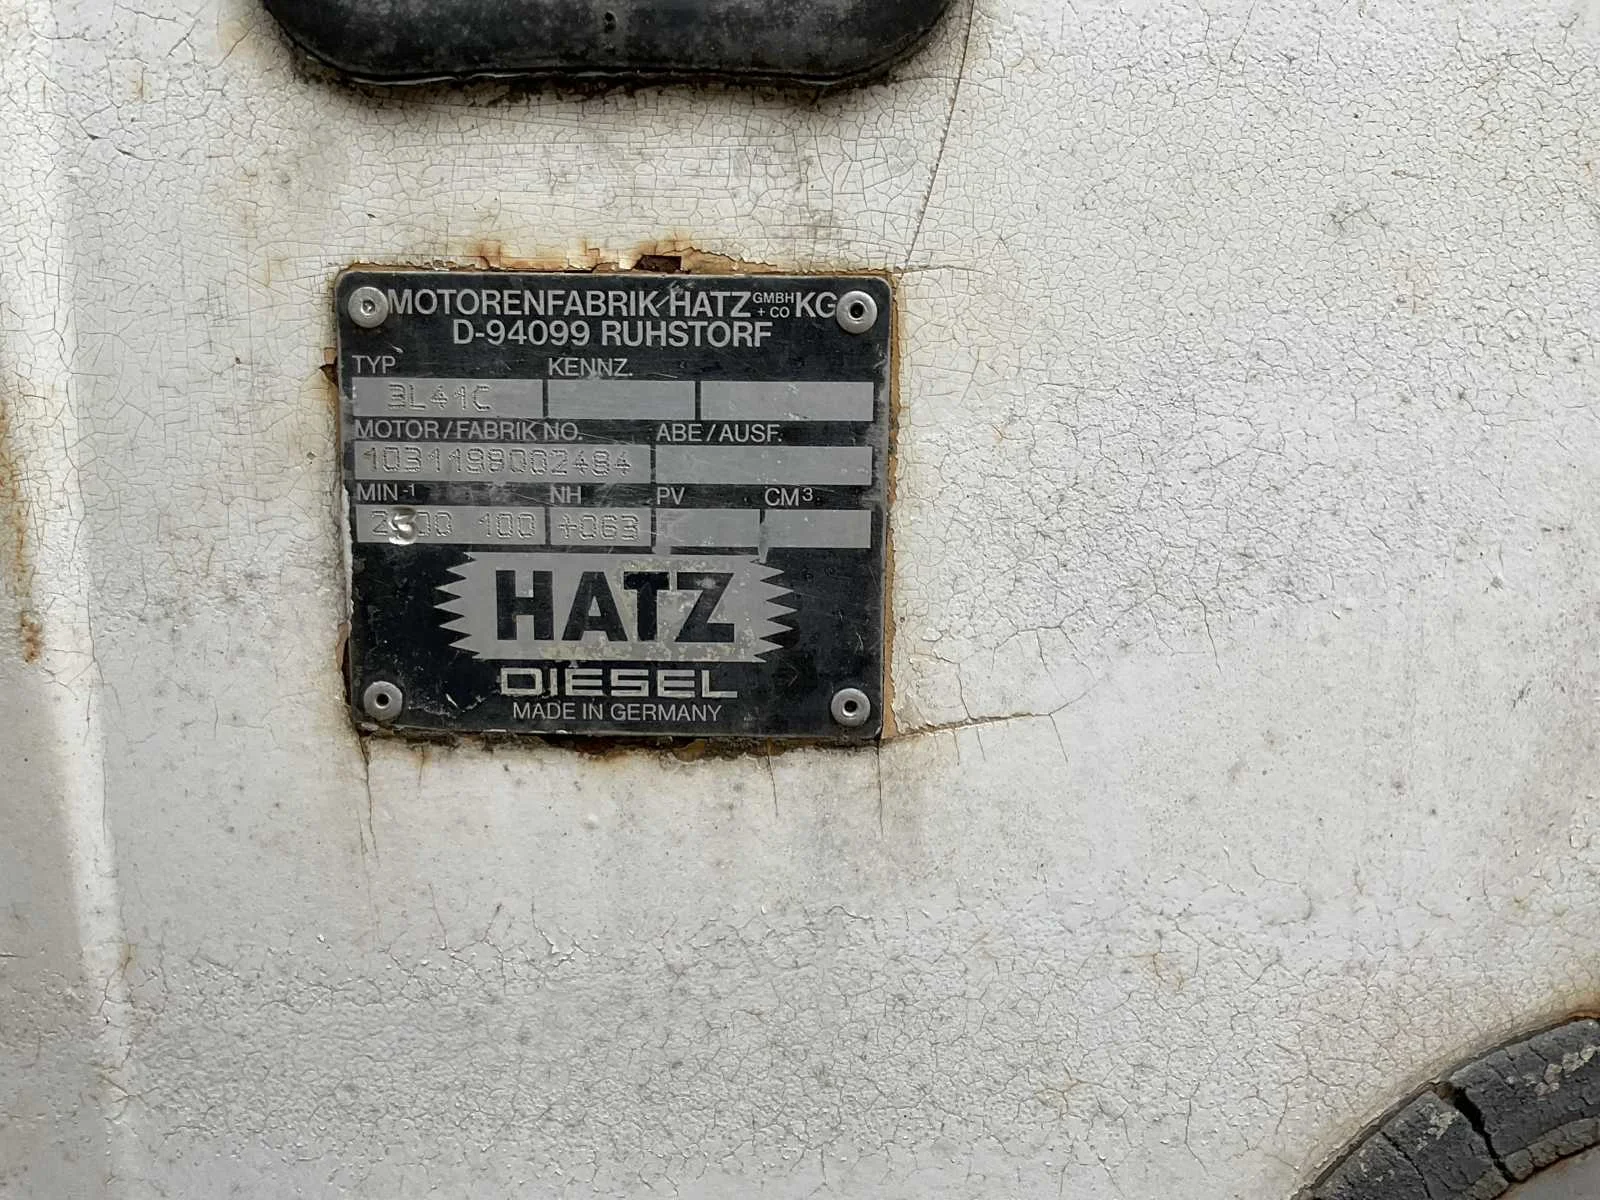 MOTORENFABRIK HATZ GMBH + CO KG
D-94099 RUHSTORF
TYP KENNZ.
3L41C
MOTOR/FABRIK NO. ABE/AUSF.
1031198002484
MIN-1 NH PV CM3
100 +063
HATZ
DIESEL
MADE IN GERMANY